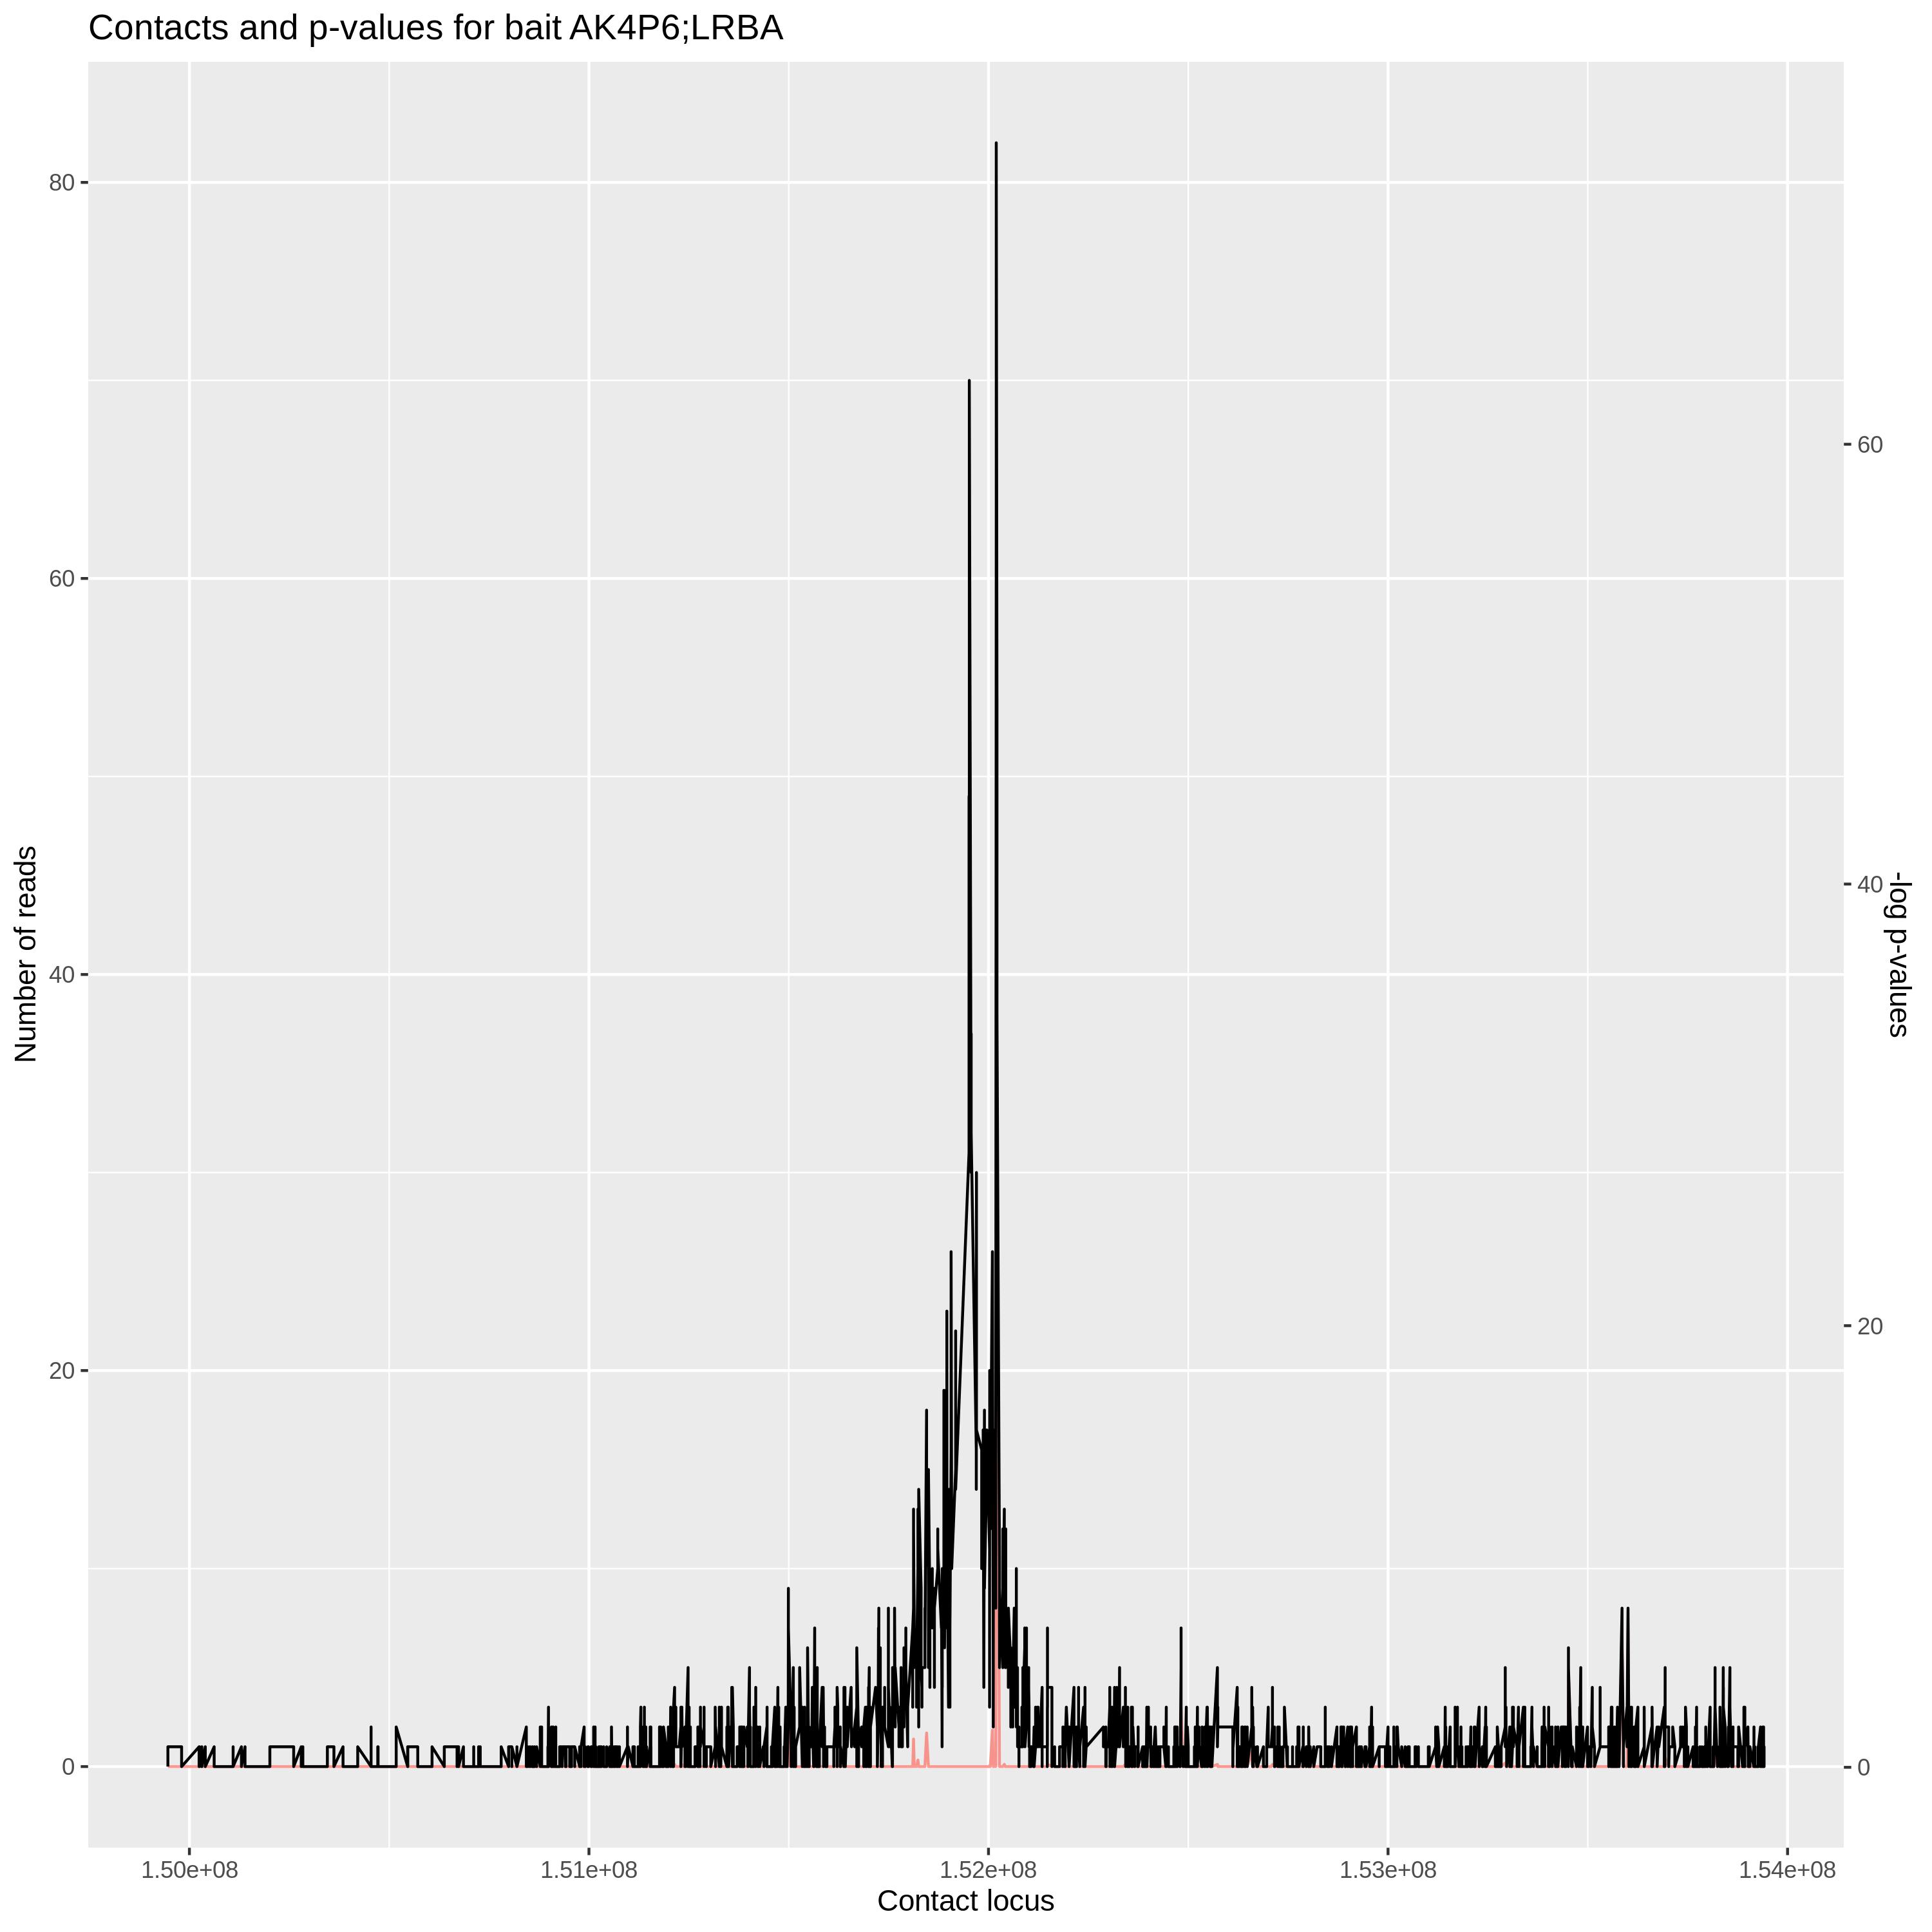 Contacts and p-values for bait AK4P6;LRBA
80
60
40
20
0
Number of reads
60
40
20
0
-log p-values
1.50e+08
1.51e+08
1.52e+08
1.53e+08
1.54e+08
Contact locus